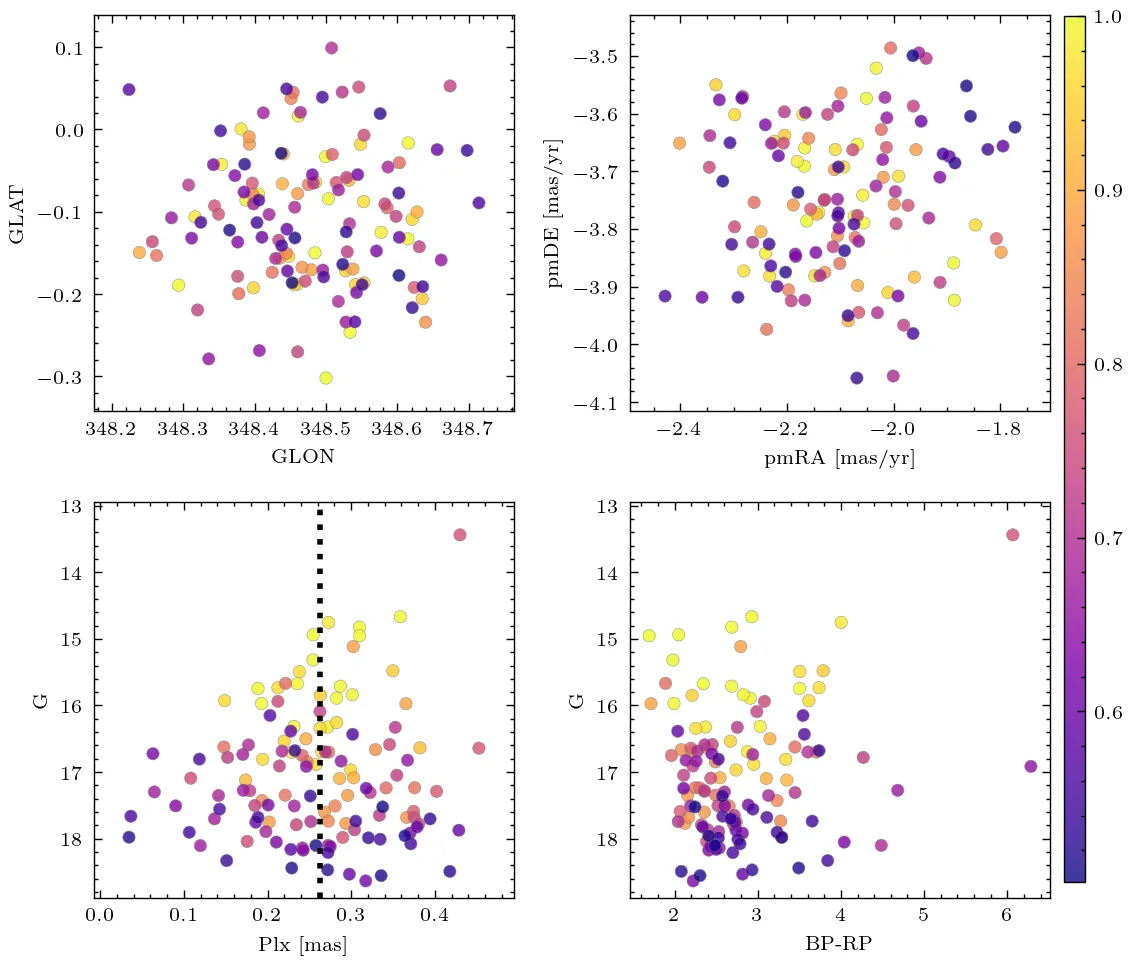 0.1
0.0
−0.1
−0.2
−0.3
GLAT
348.2 348.3 348.4 348.5 348.6 348.7
GLON
−3.5
−3.6
−3.7
−3.8
−3.9
−4.0
−4.1
pmDE [mas/yr]
−2.4 −2.2 −2.0 −1.8
pmRA [mas/yr]
1.0
0.9
0.8
0.7
0.6
13
14
15
16
17
18
G
0.0 0.1 0.2 0.3 0.4
Plx [mas]
13
14
15
16
17
18
G
2 3 4 5 6
BP-RP